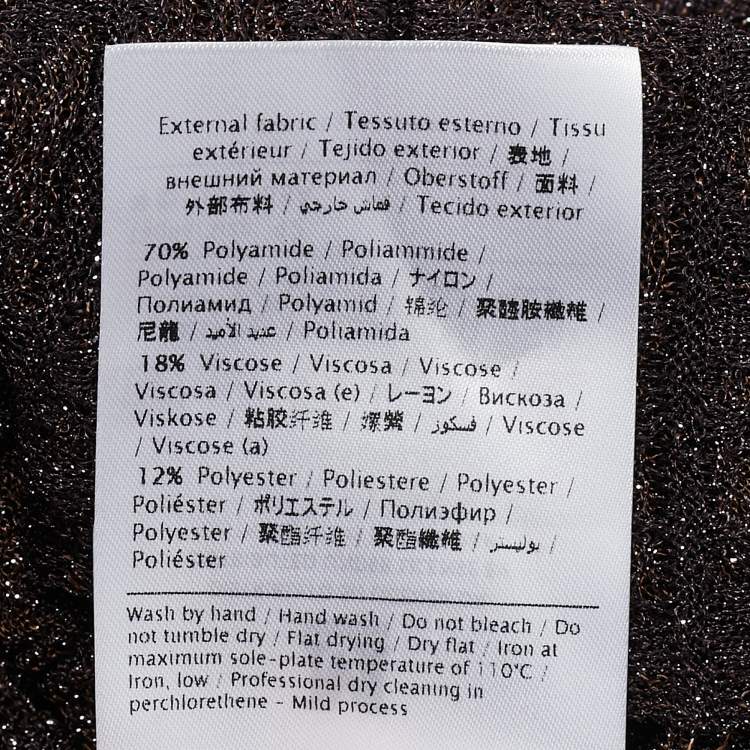 External fabric / Tessuto esterno / Tissu
extérieur / Tejido exterior / 表地 /
внешний материал / Oberstoff / 面料 /
外部布料 / قماش خارجي / Tecido exterior
70% Polyamide / Poliammide /
Polyamide / Poliamida / ナイロン /
Полиамид / Polyamid / 锦纶 / 聚醯胺纖維 /
尼龍 / عديد الأميد / Poliamida
18% Viscose / Viscosa / Viscose /
Viscosa / Viscosa (e) / レーヨン / Вискоза /
Viskose / 粘胶纤维 / 嫘縈 / فسكوز / Viscose
/ Viscose (a)
12% Polyester / Poliestere / Polyester /
Poliéster / ポリエステル / Полиэфир /
Polyester / 聚酯纤维 / 聚酯纖維 / بوليستر /
Poliéster
Wash by hand / Hand wash / Do not bleach / Do
not tumble dry / Flat drying / Dry flat / Iron at
maximum sole-plate temperature of 110°C /
Iron, low / Professional dry cleaning in
perchlorethene - Mild process